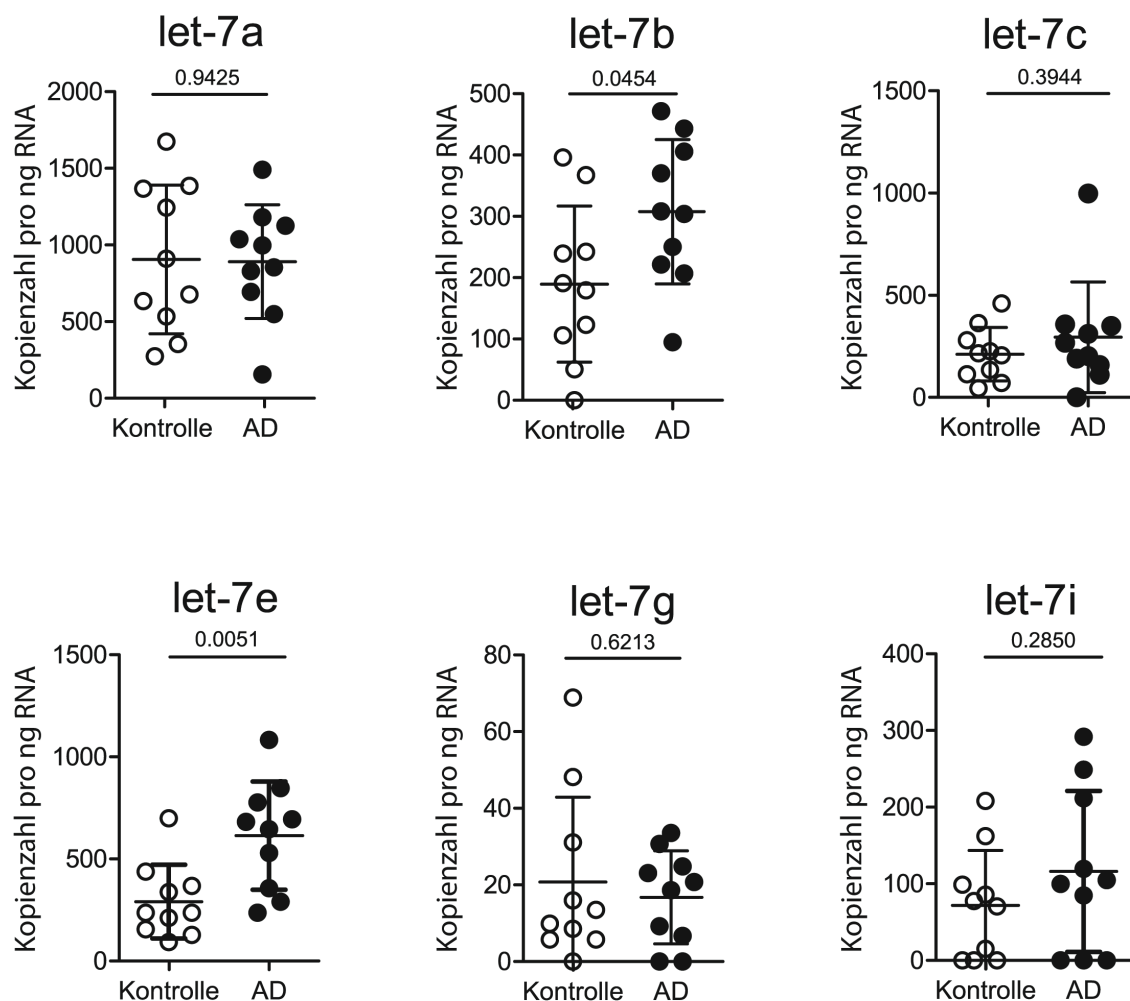 let-7a
0.9425
Kopienzahl pro ng RNA
2000
1500
1000
500
0
Kontrolle AD
let-7b
0.0454
Kopienzahl pro ng RNA
500
400
300
200
100
0
Kontrolle AD
let-7c
0.3944
Kopienzahl pro ng RNA
1500
1000
500
0
Kontrolle AD
let-7e
0.0051
Kopienzahl pro ng RNA
1500
1000
500
0
Kontrolle AD
let-7g
0.6213
Kopienzahl pro ng RNA
80
60
40
20
0
Kontrolle AD
let-7i
0.2850
Kopienzahl pro ng RNA
400
300
200
100
0
Kontrolle AD